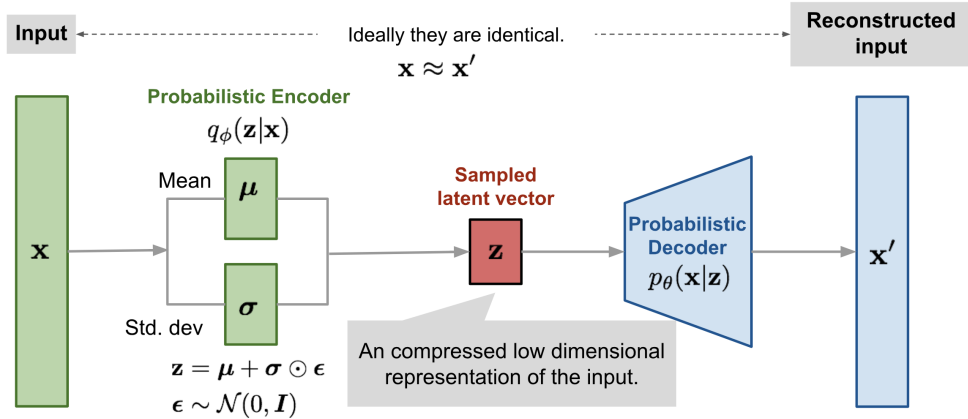 Input
Ideally they are identical.
𝐱 ≈ 𝐱′
Reconstructed
input
Probabilistic Encoder
q_ϕ(𝐳|𝐱)
Mean
𝝁
Sampled
latent vector
𝐱
𝐳
Probabilistic
Decoder
p_θ(𝐱|𝐳)
𝐱′
𝝈
Std. dev
𝐳 = 𝝁 + 𝝈 ⊙ 𝝐
𝝐 ∼ 𝒩(0, 𝑰)
An compressed low dimensional
representation of the input.